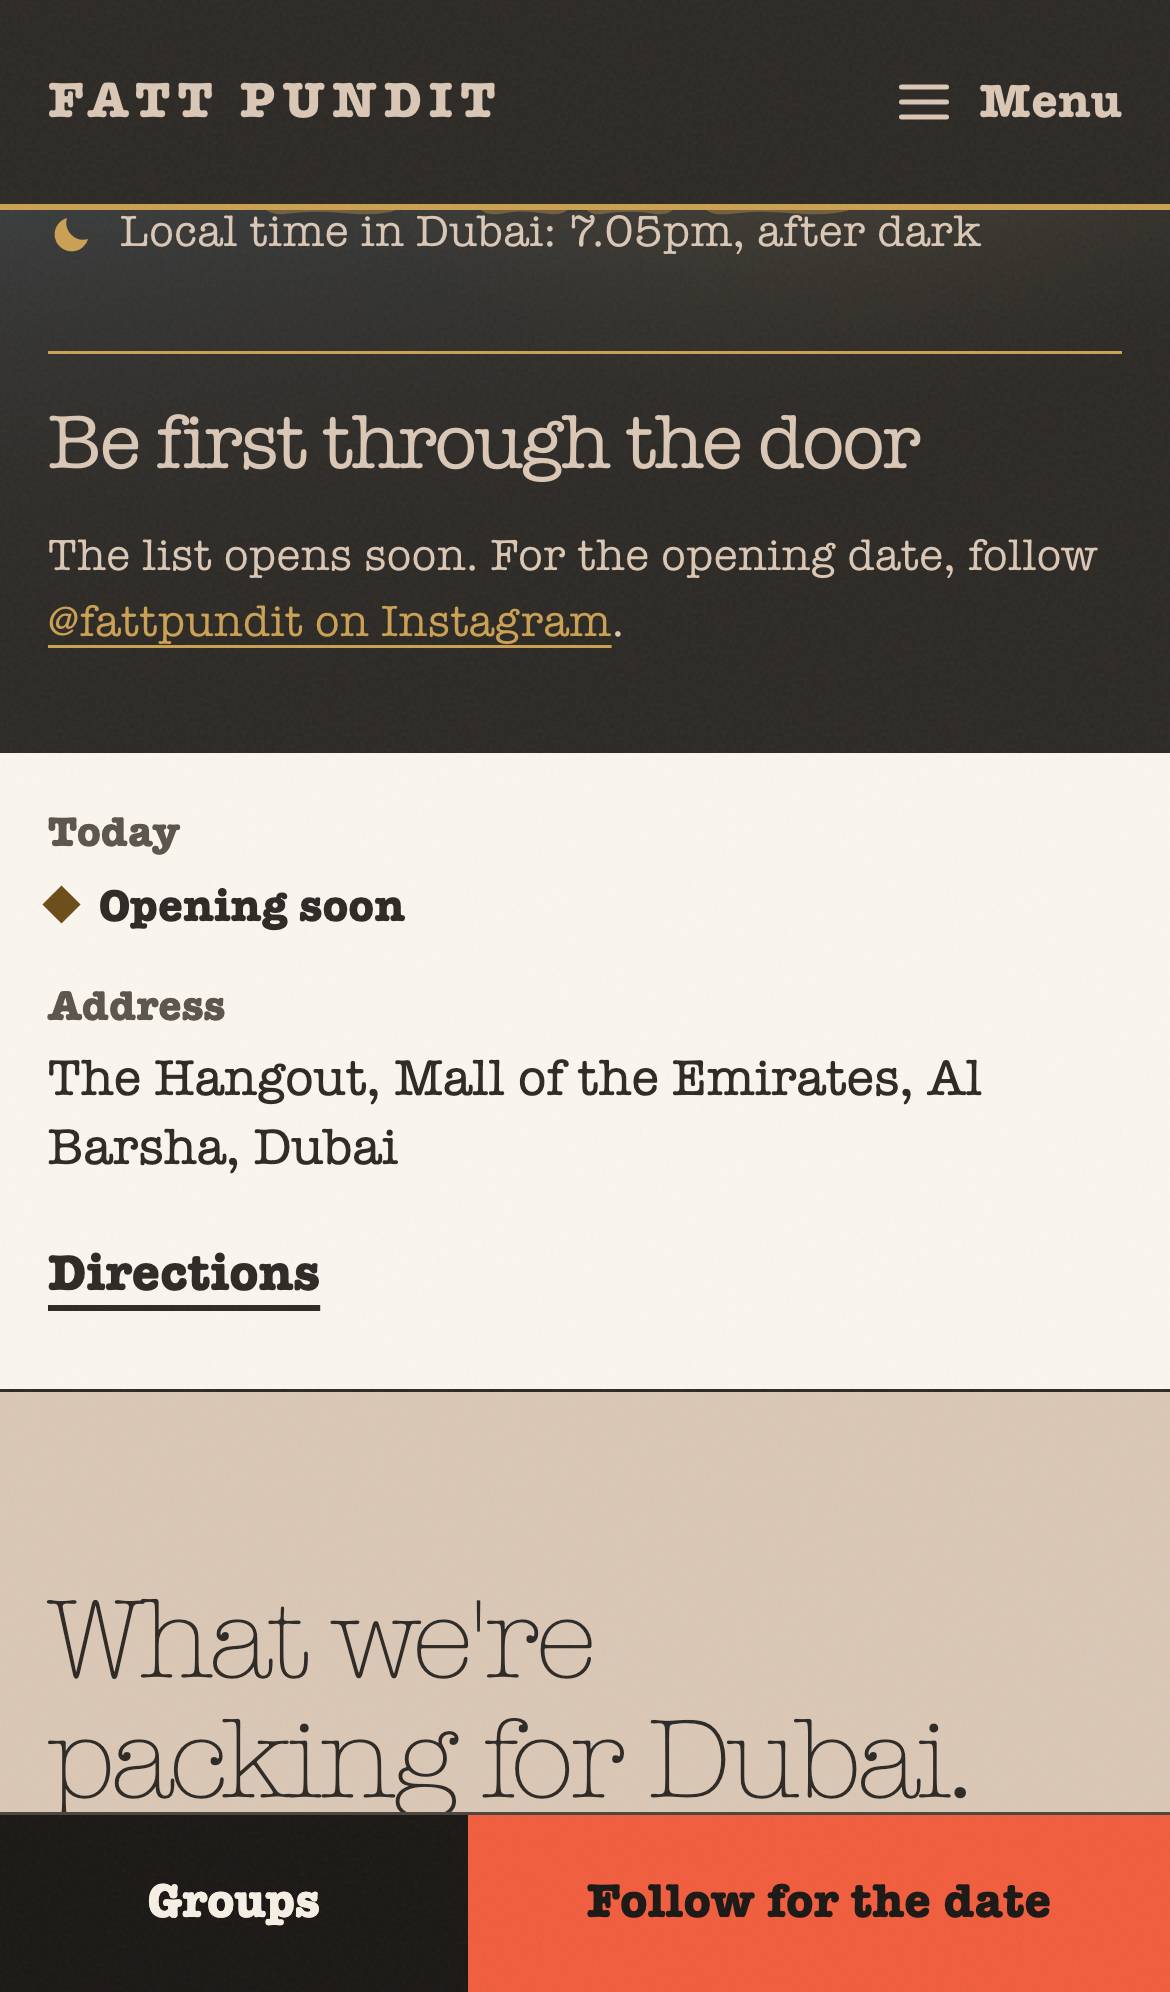 FATT PUNDIT
Menu
Local time in Dubai: 7.05pm, after dark
Be first through the door
The list opens soon. For the opening date, follow
@fattpundit on Instagram.
Today
Opening soon
Address
The Hangout, Mall of the Emirates, Al
Barsha, Dubai
Directions
What we're
packing for Dubai.
Groups
Follow for the date